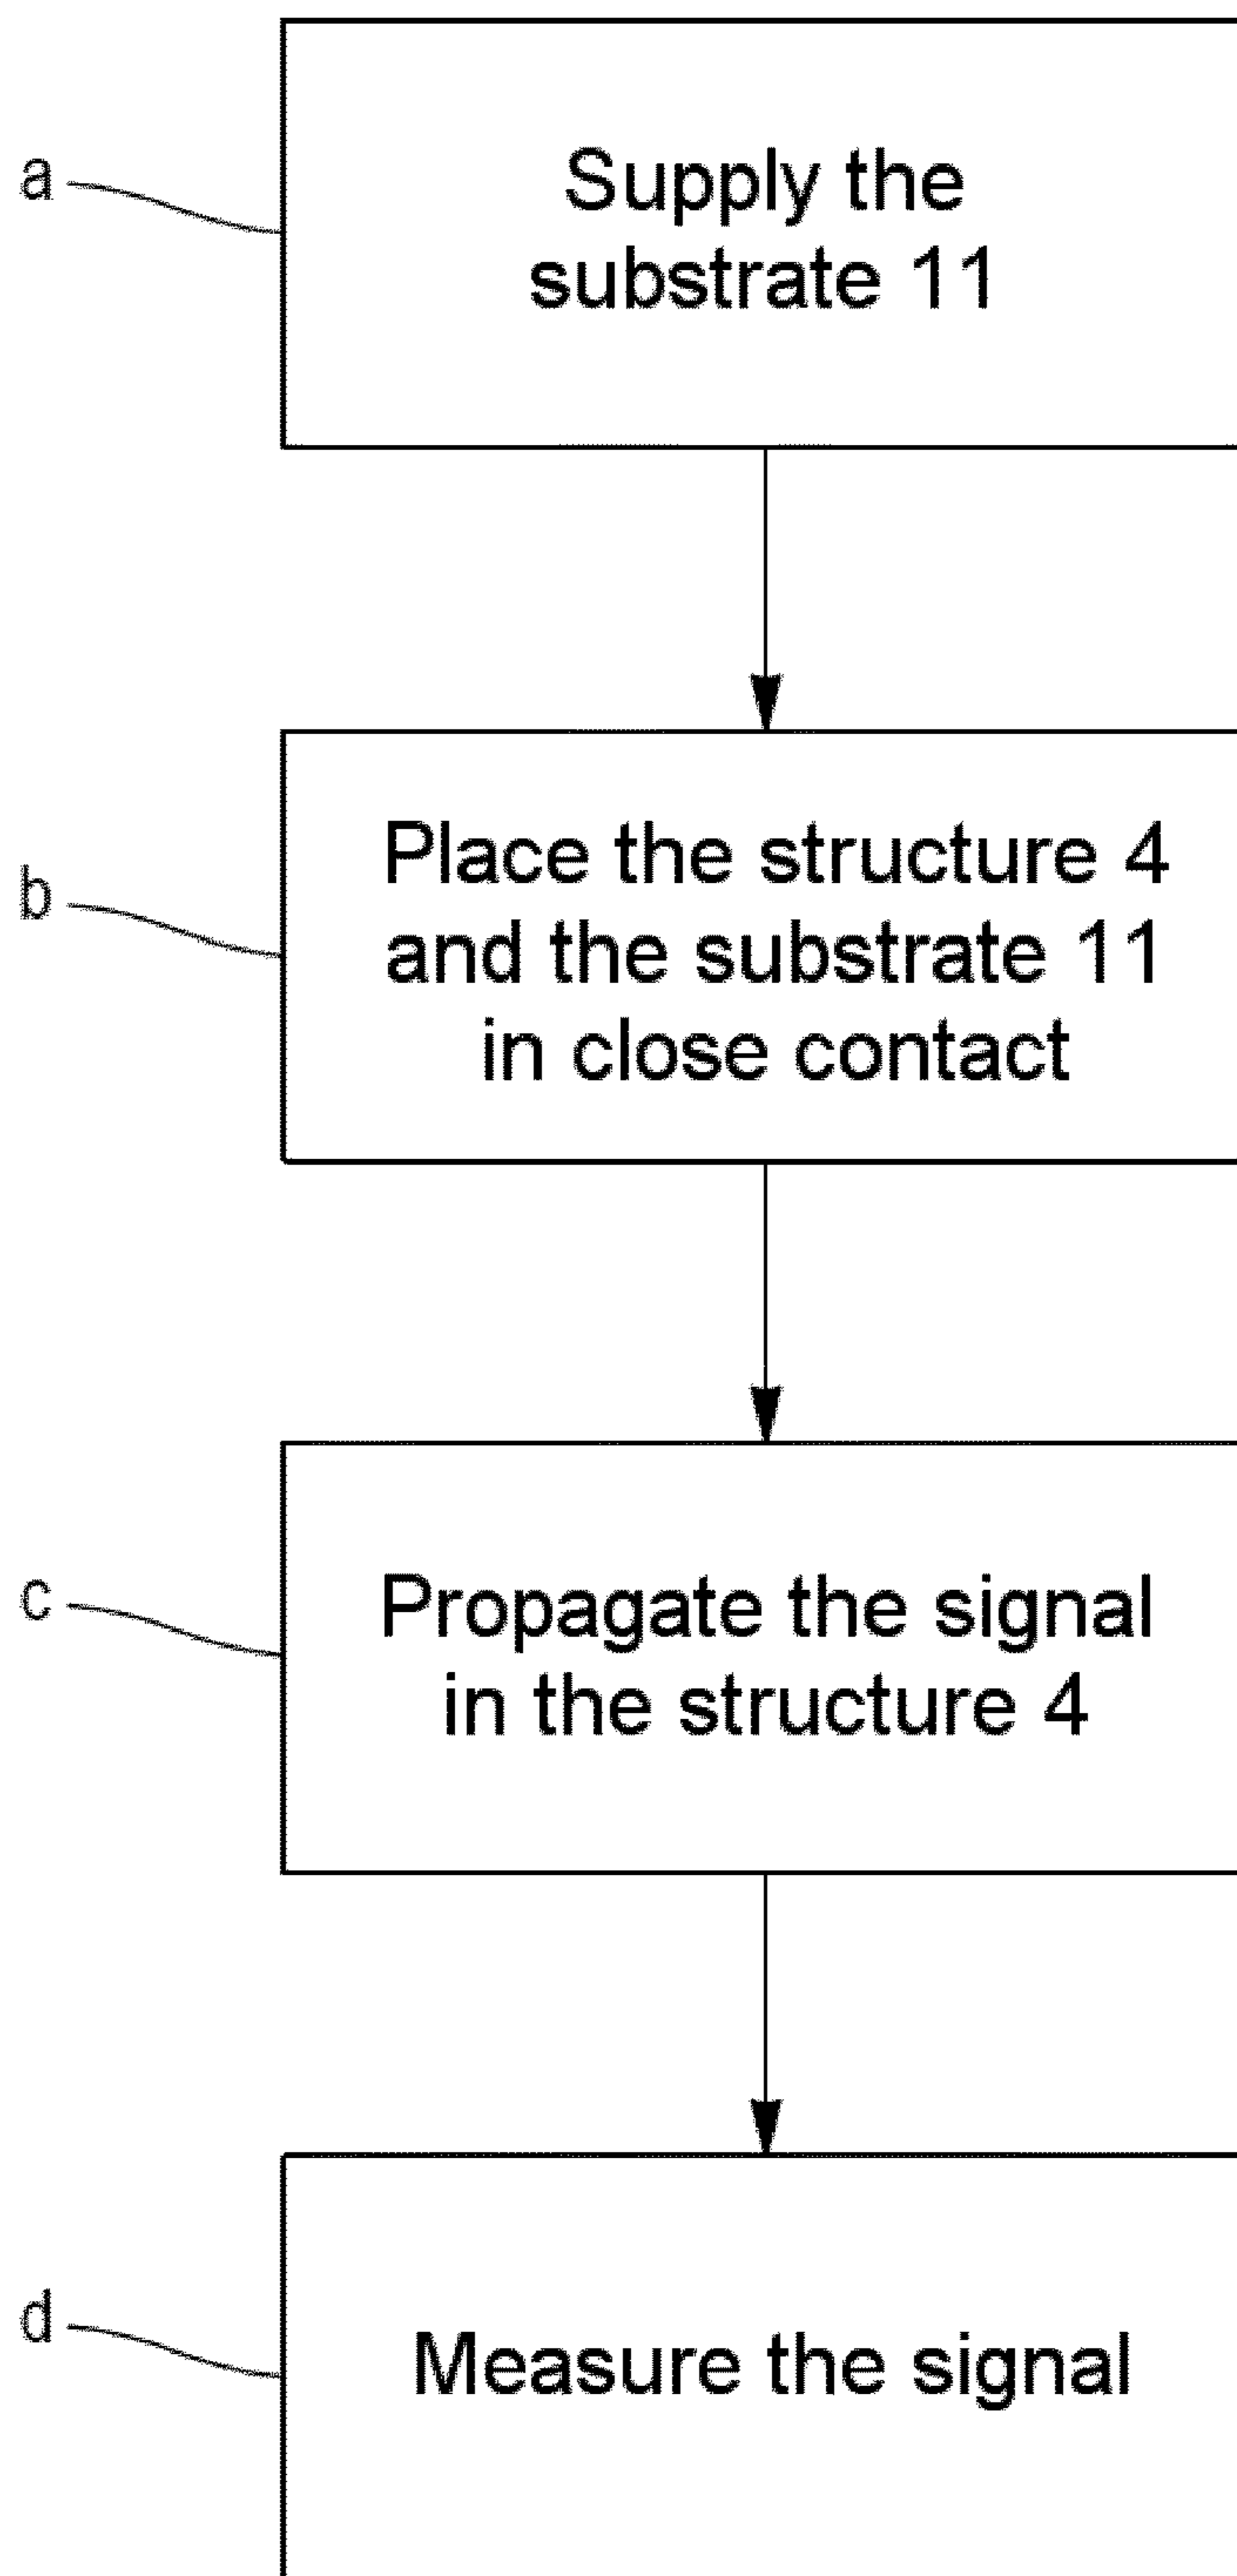 a
Supply the
substrate 11
b
Place the structure 4
and the substrate 11
in close contact
c
Propagate the signal
in the structure 4
d
Measure the signal